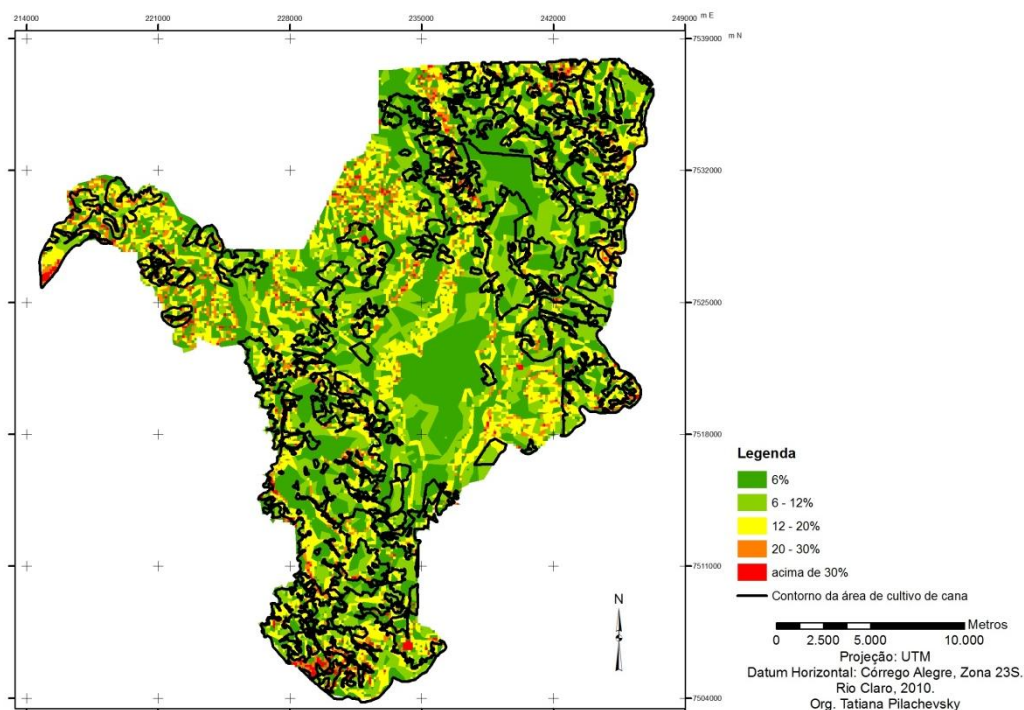 214000 221000 228000 235000 242000 249000 m E
7539000 m N
7532000
7525000
7518000
7511000
7504000
Legenda
6%
6 - 12%
12 - 20%
20 - 30%
acima de 30%
Contorno da área de cultivo de cana
N
Metros
0 2.500 5.000 10.000
Projeção: UTM
Datum Horizontal: Córrego Alegre, Zona 23S.
Rio Claro, 2010.
Org. Tatiana Pilachevsky